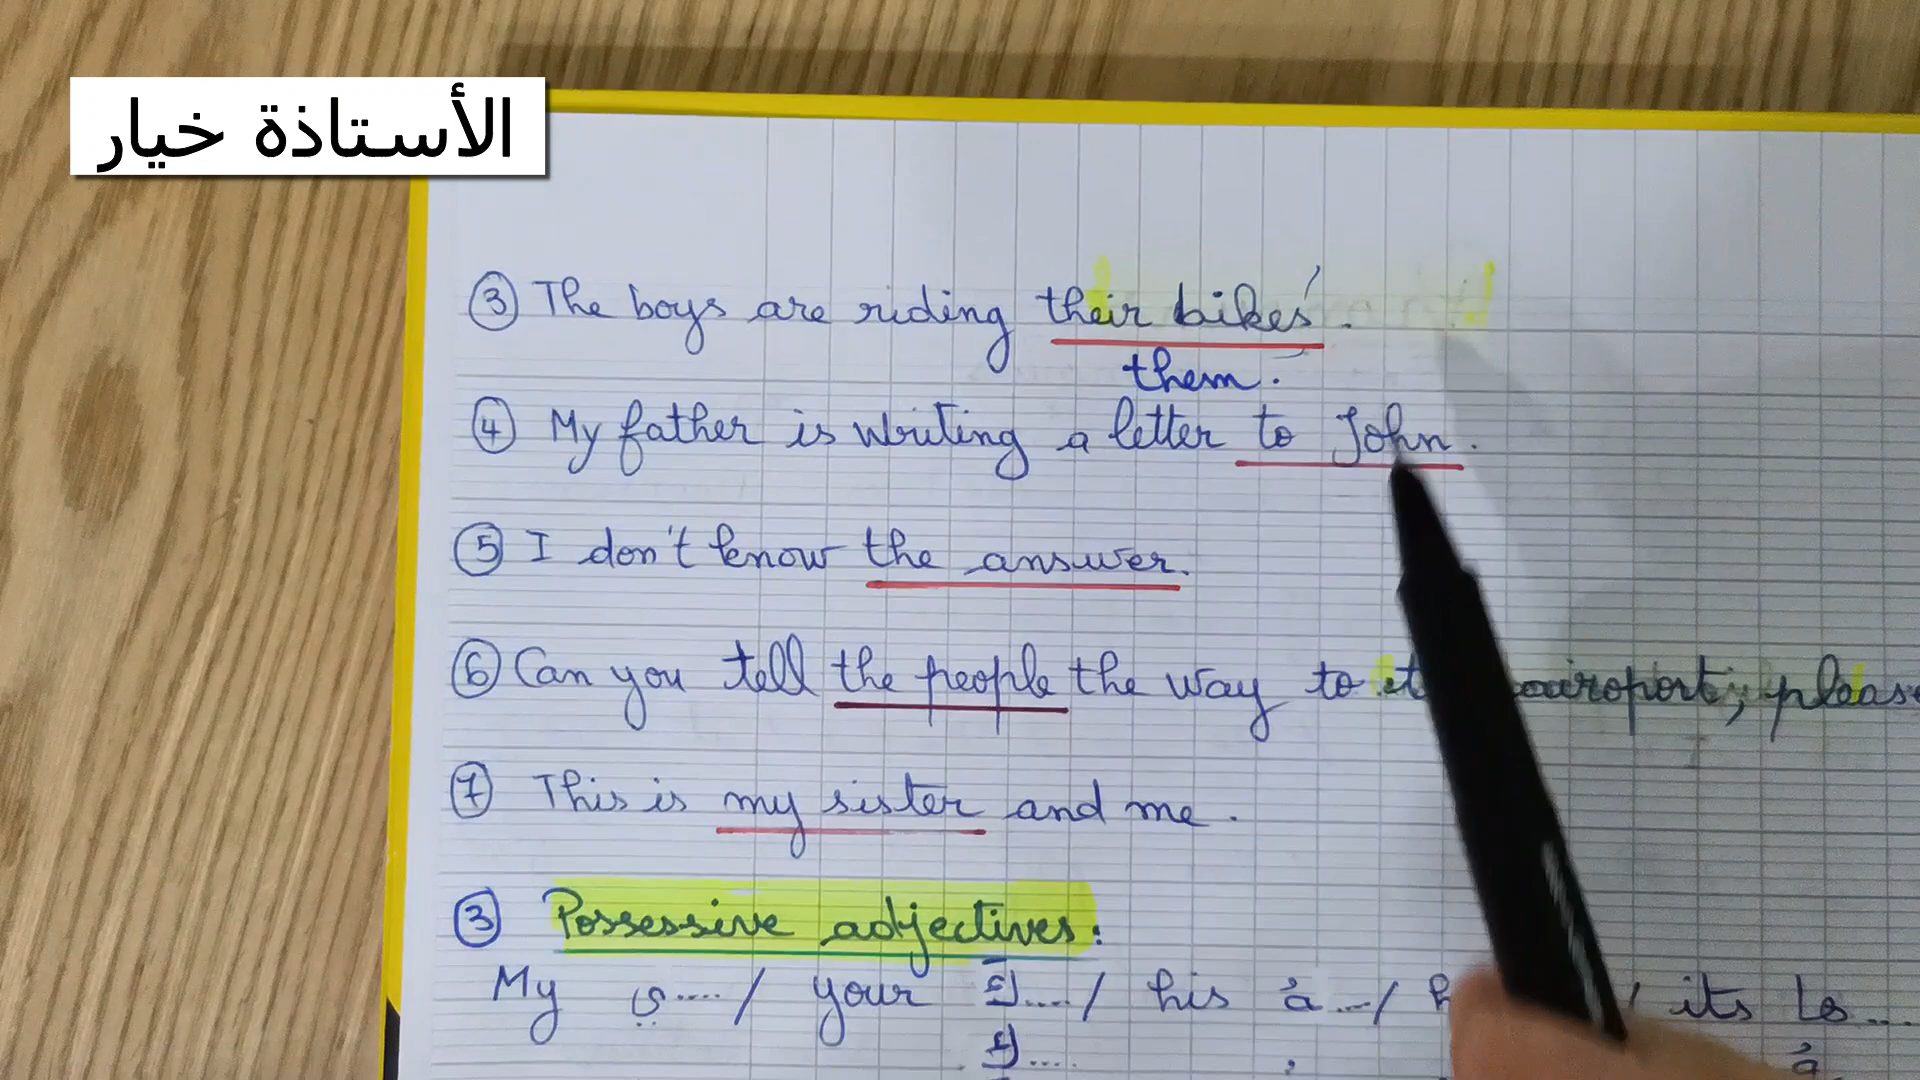 الأستاذة خيار
③ The boys are riding their bikes.
them.
④ My father is writing a letter to John.
⑤ I don't know the answer.
⑥ Can you tell the people the way to airoport; please
⑦ This is my sister and me.
③ Possessive adjectives:
My ي.... / your كَ.... / his هُ.... / its ها....
كِ....